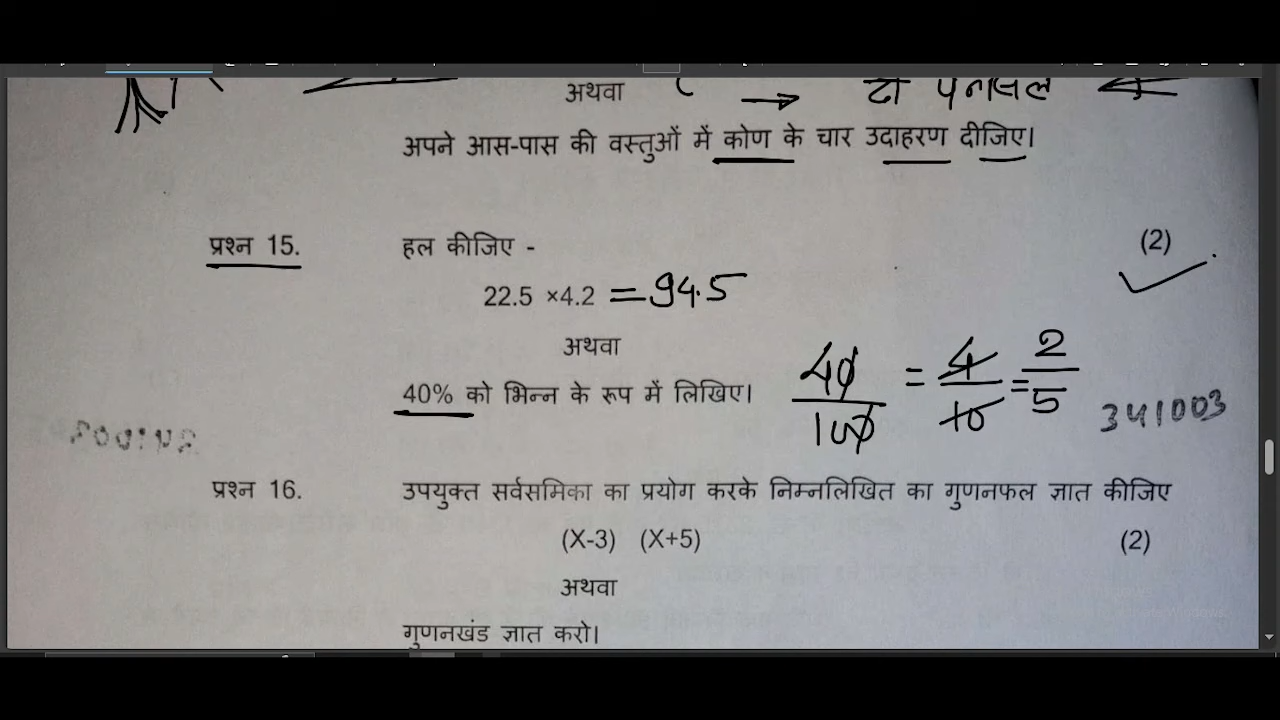 अथवा → दो पेन्सिल
अपने आस-पास की वस्तुओं में कोण के चार उदाहरण दीजिए।
प्रश्न 15. हल कीजिए - (2)
22.5 ×4.2 = 94.5
अथवा
40% को भिन्न के रूप में लिखिए। 40/100 = 4/10 = 2/5
341003
प्रश्न 16. उपयुक्त सर्वसमिका का प्रयोग करके निम्नलिखित का गुणनफल ज्ञात कीजिए
(X-3) (X+5) (2)
अथवा
गुणनखंड ज्ञात करो।